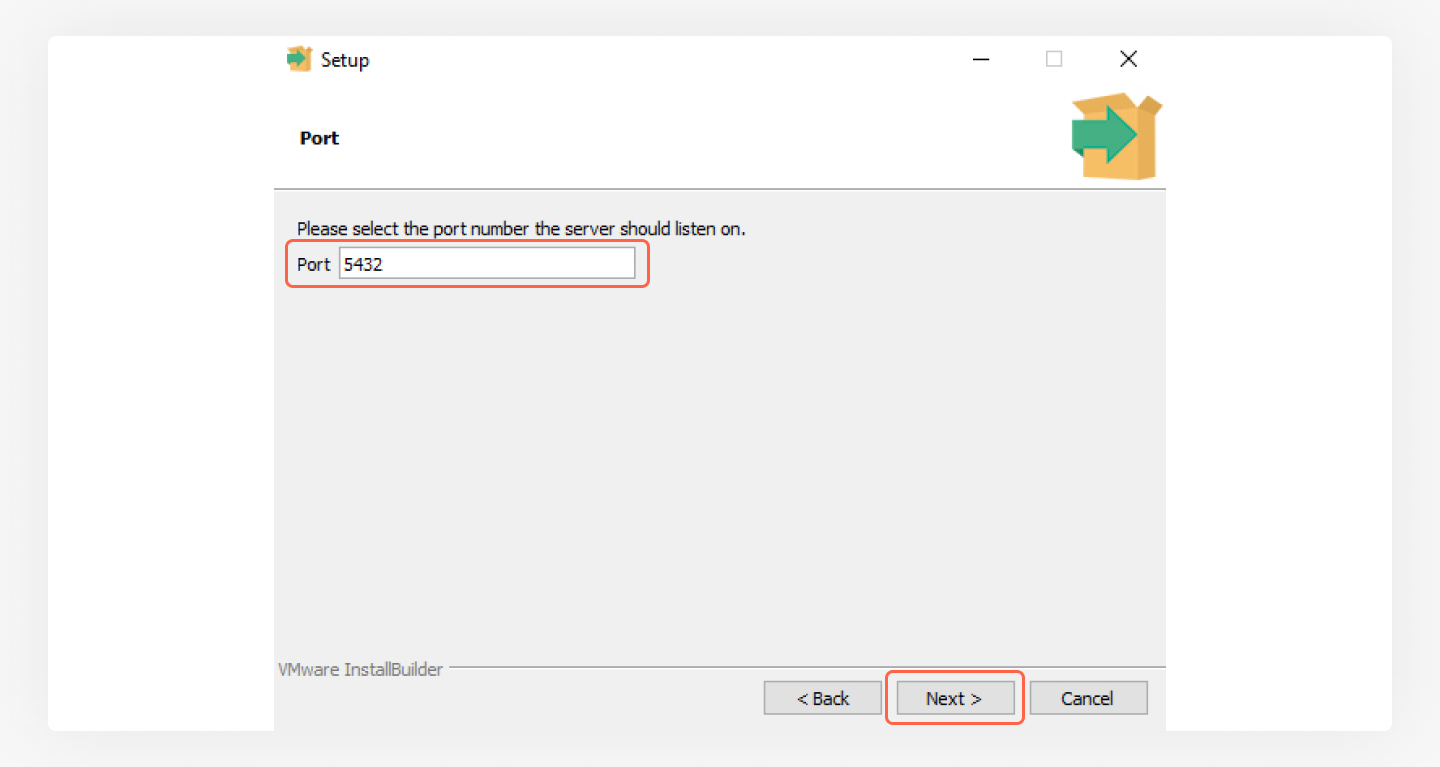 Setup
Port
Please select the port number the server should listen on.
Port 5432
VMware InstallBuilder
< Back Next > Cancel